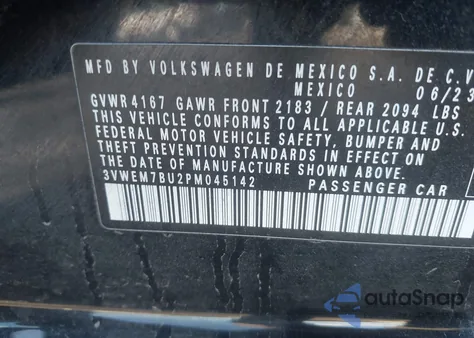 MFD BY VOLKSWAGEN DE MEXICO S.A. DE C.V
MEXICO 06/23
GVWR 4167 GAWR FRONT 2183 / REAR 2094 LBS
THIS VEHICLE CONFORMS TO ALL APPLICABLE U.S.
FEDERAL MOTOR VEHICLE SAFETY, BUMPER AND
THEFT PREVENTION STANDARDS IN EFFECT ON
THE DATE OF MANUFACTURE SHOWN ABOVE.
3VWEM7BU2PM046142 PASSENGER CAR
autoSnap